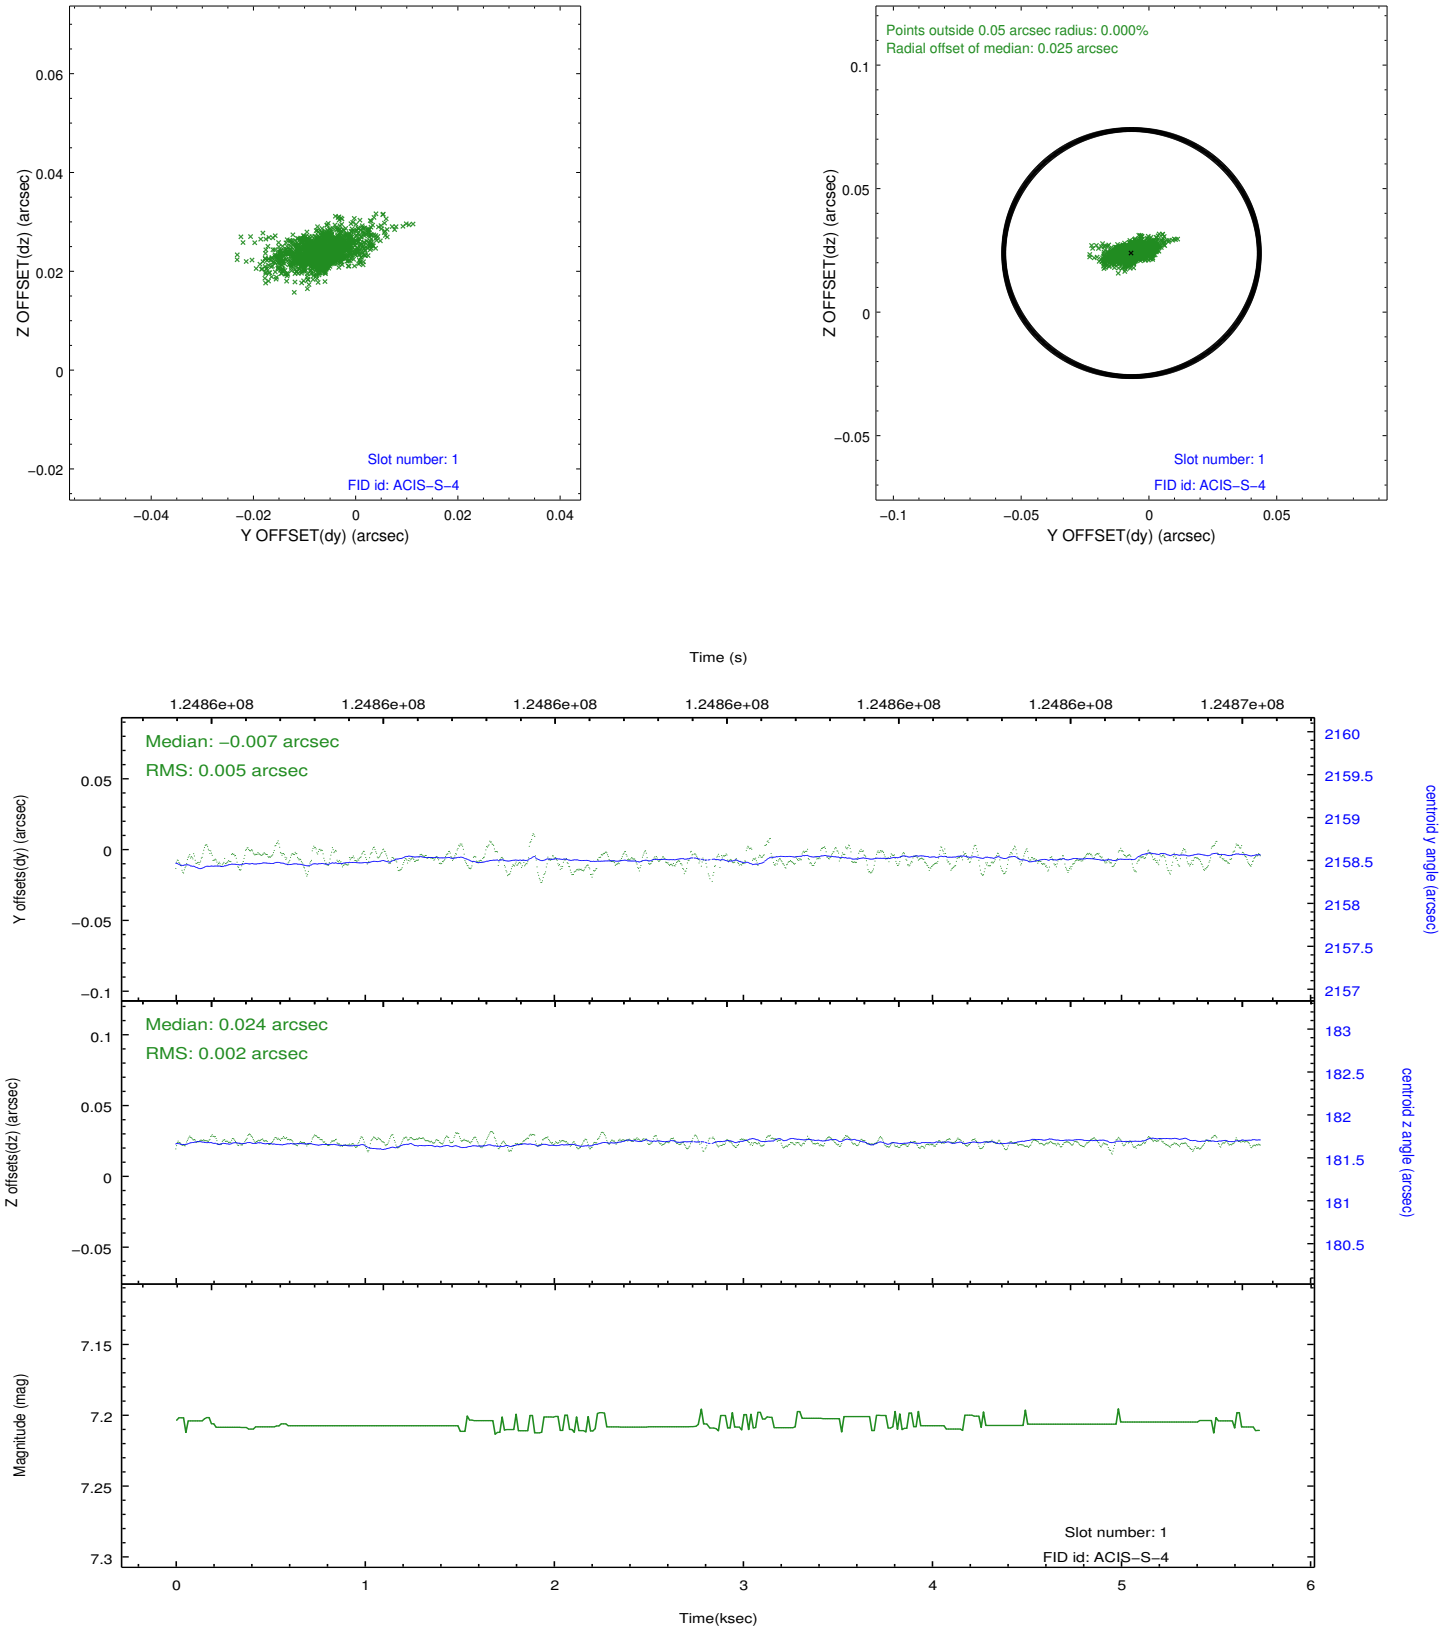 0.06
0.04
0.02
0
−0.02
Z OFFSET(dz) (arcsec)
Slot number: 1
FID id: ACIS−S−4
−0.04
−0.02
0
0.02
0.04
Y OFFSET(dy) (arcsec)
Points outside 0.05 arcsec radius: 0.000%
Radial offset of median: 0.025 arcsec
0.1
0.05
0
−0.05
Z OFFSET(dz) (arcsec)
Slot number: 1
FID id: ACIS−S−4
−0.1
−0.05
0
0.05
Y OFFSET(dy) (arcsec)
Time (s)
1.2486e+08
1.2486e+08
1.2486e+08
1.2486e+08
1.2486e+08
1.2486e+08
1.2487e+08
Median: −0.007 arcsec
RMS: 0.005 arcsec
0.05
0
−0.05
−0.1
Y offsets(dy) (arcsec)
2160
2159.5
2159
2158.5
2158
2157.5
2157
centroid y angle (arcsec)
Median: 0.024 arcsec
RMS: 0.002 arcsec
0.1
0.05
0
−0.05
Z offsets(dz) (arcsec)
183
182.5
182
181.5
181
180.5
centroid z angle (arcsec)
7.15
7.2
7.25
7.3
Magnitude (mag)
Slot number: 1
FID id: ACIS−S−4
0
1
2
3
4
5
6
Time(ksec)